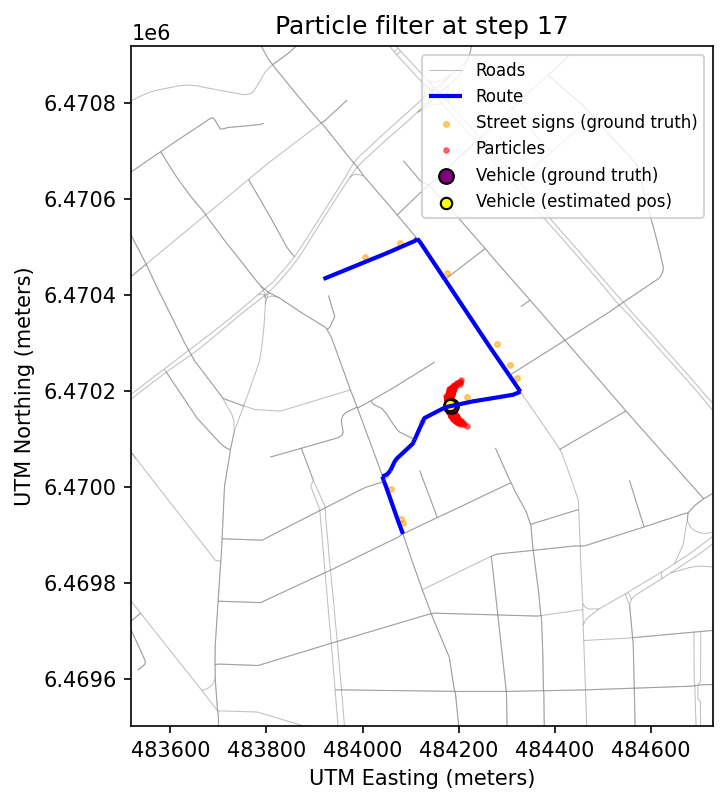 Particle filter at step 17
1e6
Roads
Route
Street signs (ground truth)
Particles
Vehicle (ground truth)
Vehicle (estimated pos)
6.4708
6.4706
6.4704
6.4702
6.4700
6.4698
6.4696
UTM Northing (meters)
483600 483800 484000 484200 484400 484600
UTM Easting (meters)